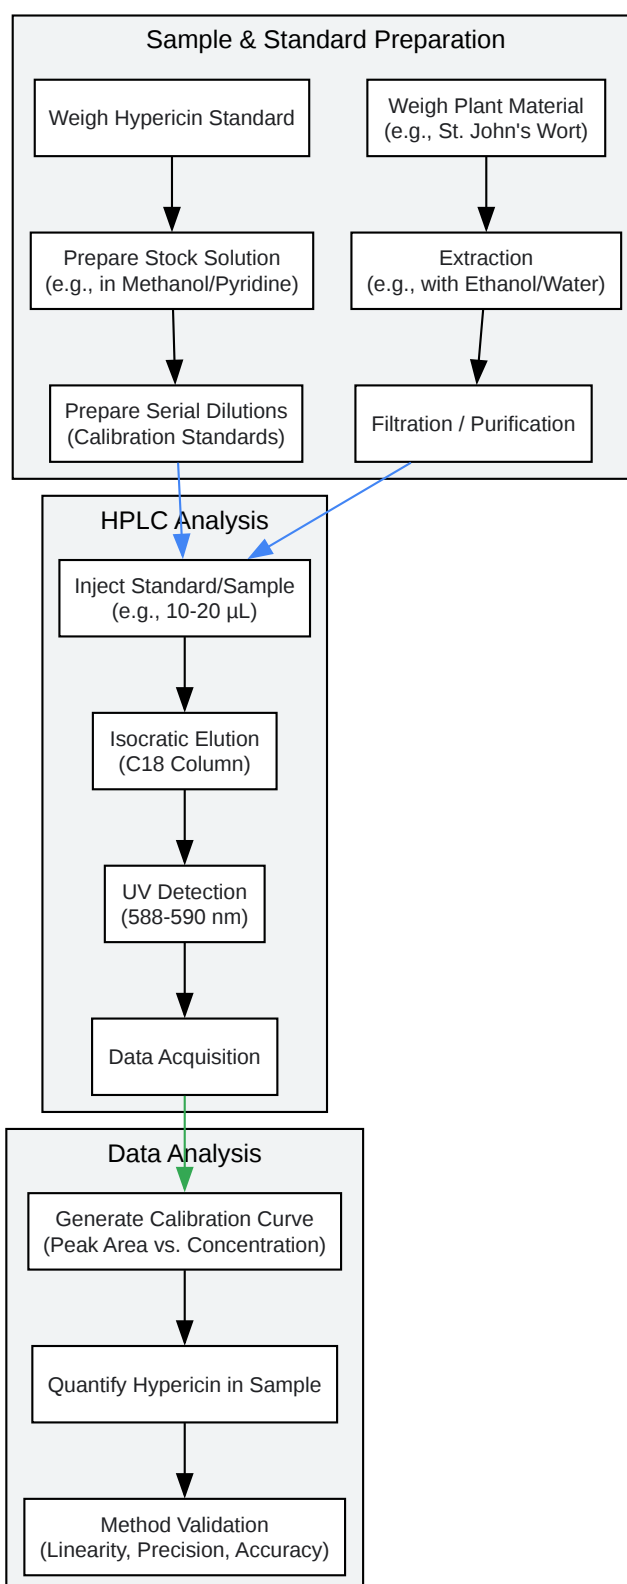 Sample & Standard Preparation
Weigh Hypericin Standard
Weigh Plant Material
(e.g., St. John's Wort)
Prepare Stock Solution
(e.g., in Methanol/Pyridine)
Extraction
(e.g., with Ethanol/Water)
Prepare Serial Dilutions
(Calibration Standards)
Filtration / Purification
HPLC Analysis
Inject Standard/Sample
(e.g., 10-20 µL)
Isocratic Elution
(C18 Column)
UV Detection
(588-590 nm)
Data Acquisition
Data Analysis
Generate Calibration Curve
(Peak Area vs. Concentration)
Quantify Hypericin in Sample
Method Validation
(Linearity, Precision, Accuracy)